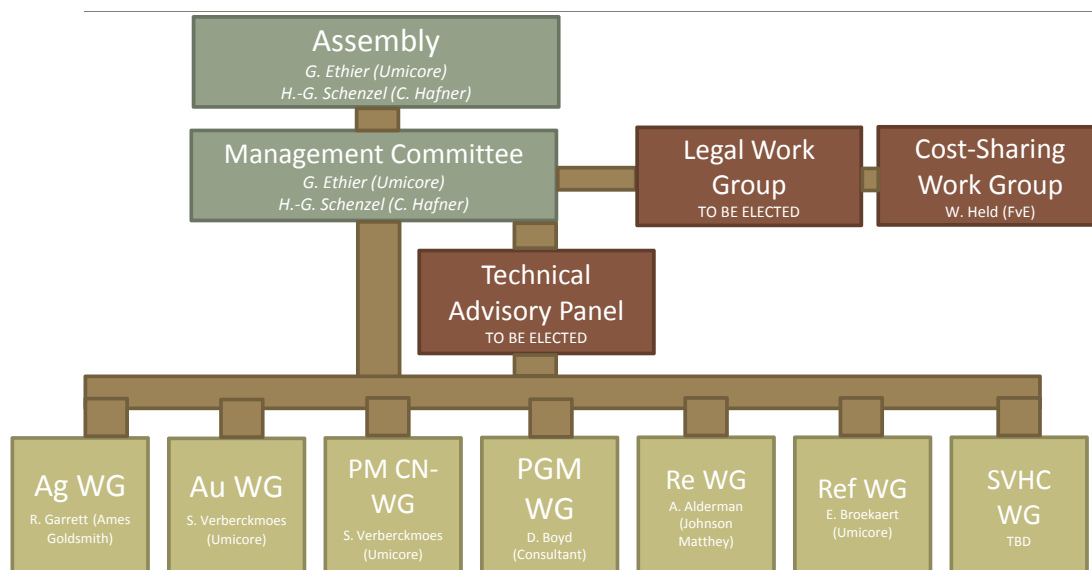 Assembly
G. Ethier (Umicore)
H.-G. Schenzel (C. Hafner)
Management Committee
G. Ethier (Umicore)
H.-G. Schenzel (C. Hafner)
Legal Work
Group
TO BE ELECTED
Cost-Sharing
Work Group
W. Held (FvE)
Technical
Advisory Panel
TO BE ELECTED
Ag WG
R. Garrett (Ames
Goldsmith)
Au WG
S. Verberckmoes
(Umicore)
PM CN-
WG
S. Verberckmoes
(Umicore)
PGM
WG
D. Boyd
(Consultant)
Re WG
A. Alderman
(Johnson
Matthey)
Ref WG
E. Broekaert
(Umicore)
SVHC
WG
TBD